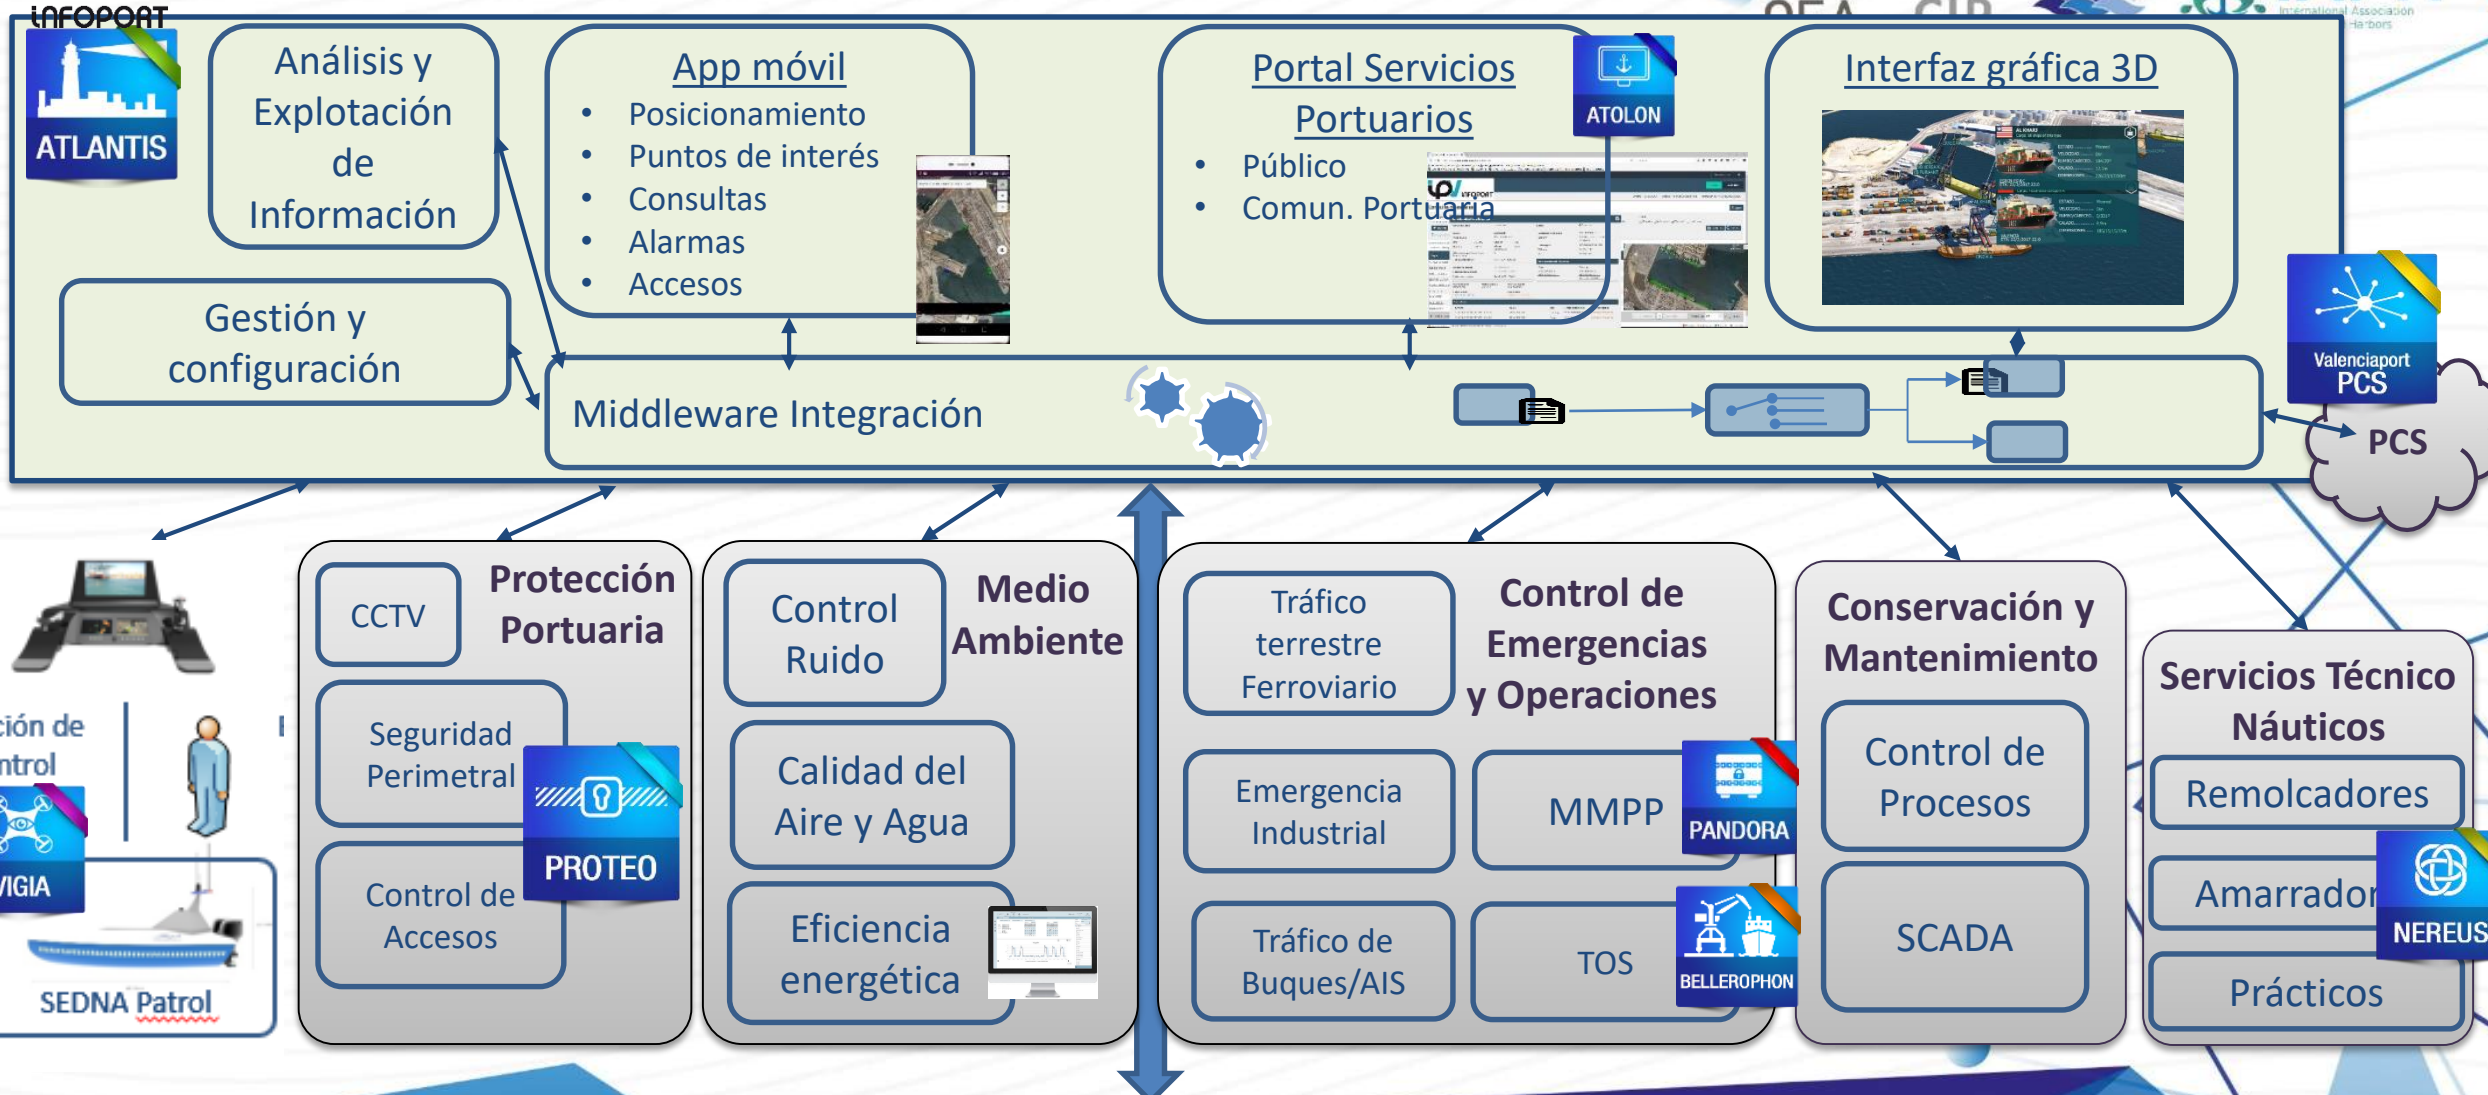 infoport
International Association
Harbors
ATLANTIS
Análisis y
Explotación
de
Información
Gestión y
configuración
App móvil
• Posicionamiento
• Puntos de interés
• Consultas
• Alarmas
• Accesos
Portal Servicios
Portuarios
• Público
• Comun. Portuaria
ATOLON
INFOPORT
Interfaz gráfica 3D
Middleware Integración
Valenciaport
PCS
PCS
VIGIA
SEDNA Patrol
Protección
Portuaria
CCTV
Seguridad
Perimetral
Control de
Accesos
PROTEO
Medio
Ambiente
Control
Ruido
Calidad del
Aire y Agua
Eficiencia
energética
Control de
Emergencias
y Operaciones
Tráfico
terrestre
Ferroviario
Emergencia
Industrial
MMPP
PANDORA
Tráfico de
Buques/AIS
TOS
BELLEROPHON
Conservación y
Mantenimiento
Control de
Procesos
SCADA
Servicios Técnico
Náuticos
Remolcadores
Amarrador
NEREUS
Prácticos